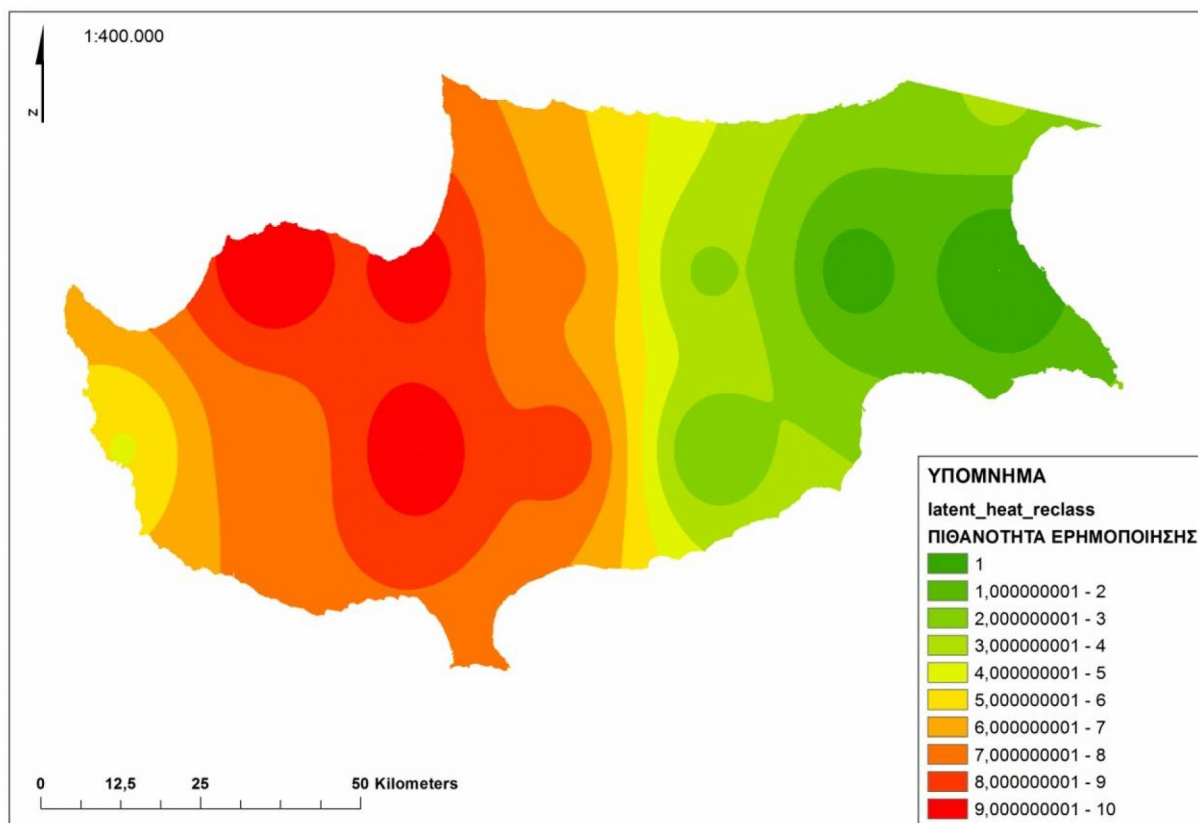 1:400.000
N
ΥΠΟΜΝΗΜΑ
latent_heat_reclass
ΠΙΘΑΝΟΤΗΤΑ ΕΡΗΜΟΠΟΙΗΣΗΣ
1
1,000000001 - 2
2,000000001 - 3
3,000000001 - 4
4,000000001 - 5
5,000000001 - 6
6,000000001 - 7
7,000000001 - 8
8,000000001 - 9
9,000000001 - 10
0 12,5 25 50 Kilometers